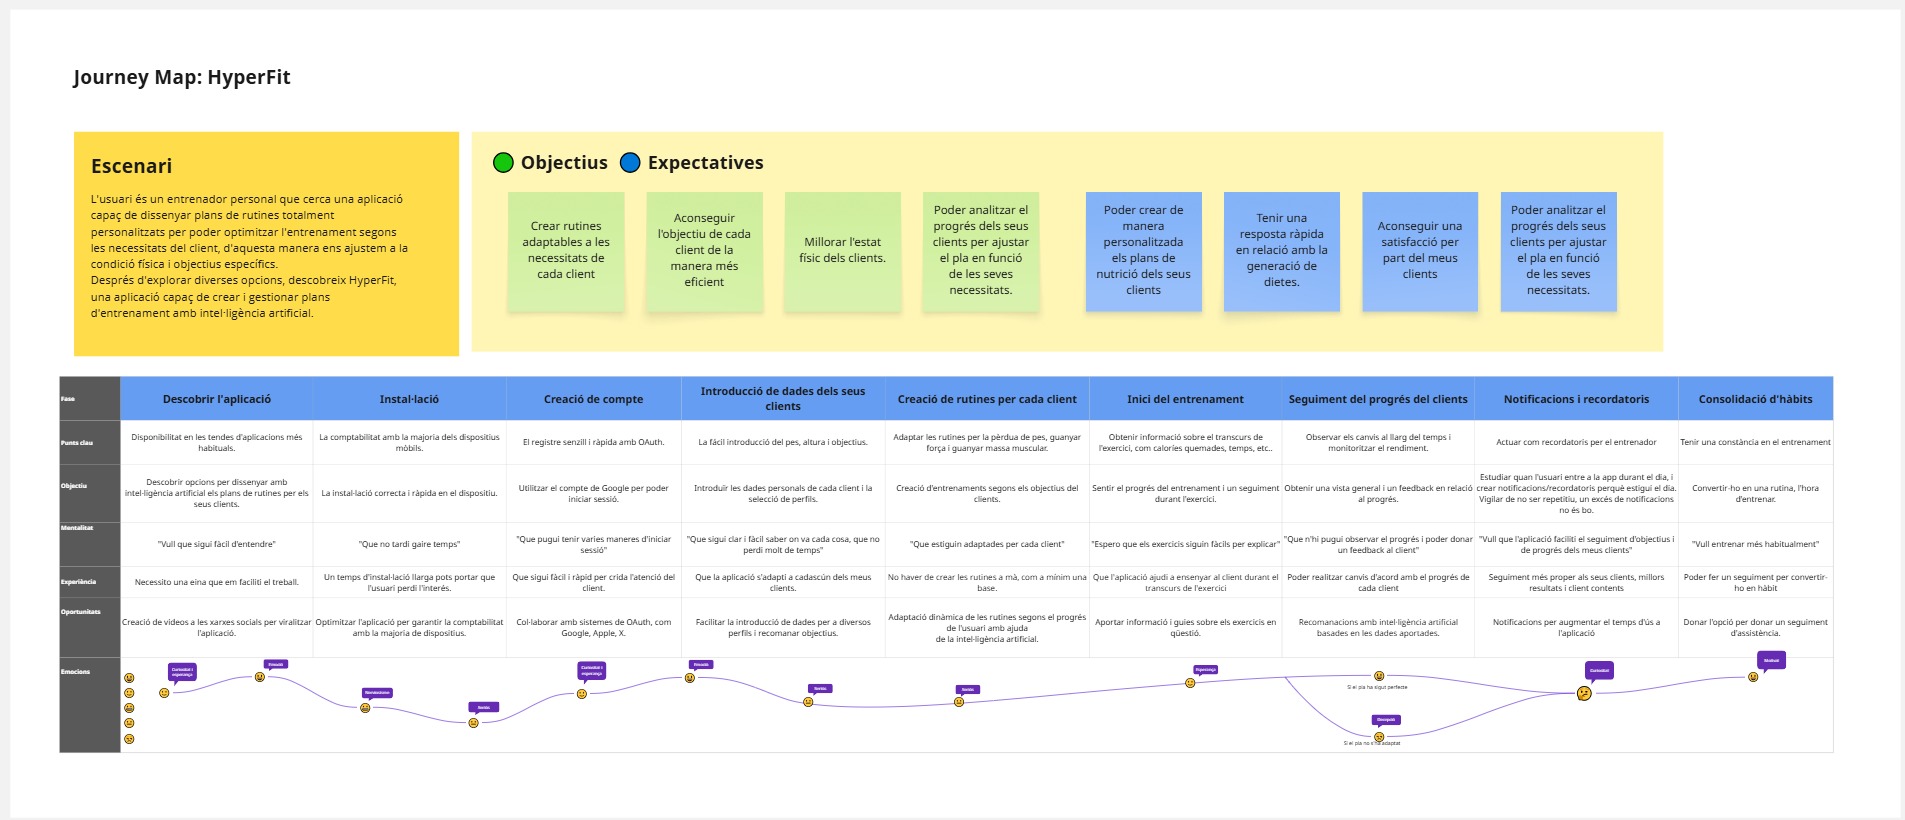 Journey Map: HyperFit
Escenari
L'usuari és un entrenador personal que cerca una aplicació
capaç de dissenyar plans de rutines totalment
personalitzats per poder optimitzar l'entrenament segons
les necessitats del client, d'aquesta manera ens ajustem a la
condició física i objectius específics.
Després d'explorar diverses opcions, descobreix HyperFit,
una aplicació capaç de crear i gestionar plans
d'entrenament amb intel·ligència artificial.
Objectius
Expectatives
Crear rutines
adaptables a les
necessitats de
cada client
Aconseguir
l'objectiu de cada
client de la
manera més
eficient
Millorar l'estat
físic dels clients.
Poder analitzar el
progrés dels seus
clients per ajustar
el pla en funció
de les seves
necessitats.
Poder crear de
manera
personalitzada
els plans de
nutrició dels seus
clients
Tenir una
resposta ràpida
en relació amb la
generació de
dietes.
Aconseguir una
satisfacció per
part del meus
clients
Poder analitzar el
progrés dels seus
clients per ajustar
el pla en funció
de les seves
necessitats.
Fase
Descobrir l'aplicació
Instal·lació
Creació de compte
Introducció de dades dels seus
clients
Creació de rutines per cada client
Inici del entrenament
Seguiment del progrés del clients
Notificacions i recordatoris
Consolidació d'hàbits
Punts clau
Disponibilitat en les tendes d'aplicacions més
habituals.
La comptabilitat amb la majoria dels dispositius
mòbils.
El registre senzill i ràpida amb OAuth.
La fàcil introducció del pes, altura i objectius.
Adaptar les rutines per la pèrdua de pes, guanyar
força i guanyar massa muscular.
Obtenir informació sobre el transcurs de
l'exercici, com caloríes quemades, temps, etc..
Observar els canvis al llarg del temps i
monitoritzar el rendiment.
Actuar com recordatoris per el entrenador
Tenir una constància en el entrenament
Objectiu
Descobrir opcions per dissenyar amb
intel·ligència artificial els plans de rutines per els
seus clients.
La instal·lació correcta i ràpida en el dispositiu.
Utilitzar el compte de Google per poder
iniciar sessió.
Introduir les dades personals de cada client i la
selecció de perfils.
Creació d'entrenaments segons els objectius del
clients.
Sentir el progrés del entrenament i un seguiment
durant l'exercici.
Obtenir una vista general i un feedback en relació
al progrés.
Estudiar quan l'usuari entre a la app durant el dia, i
crear notificacions/recordatoris perquè estigui el dia.
Vigilar de no ser repetitiu, un excés de notificacions
no és bo.
Convertir-ho en una rutina, l'hora
d'entrenar.
Mentalitat
"Vull que sigui fàcil d'entendre"
"Que no tardi gaire temps"
"Que pugui tenir varies maneres d'iniciar
sessió"
"Que sigui clar i fàcil saber on va cada cosa, que no
perdi molt de temps"
"Que estiguin adaptades per cada client"
"Espero que els exercicis siguin fàcils per explicar"
"Que n'hi pugui observar el progrés i poder donar
un feedback al client"
"Vull que l'aplicació faciliti el seguiment d'objectius i
de progrés dels meus clients"
"Vull entrenar més habitualment"
Experiència
Necessito una eina que em faciliti el treball.
Un temps d'instal·lació llarga pots portar que
l'usuari perdi l'interés.
Que sigui fàcil i ràpid per crida l'atenció del
client.
Que la aplicació s'adapti a cadascún dels meus
clients.
No haver de crear les rutines a mà, com a mínim una
base.
Que l'aplicació ajudi a ensenyar al client durant el
transcurs de l'exercici
Poder realitzar canvis d'acord amb el progrés de
cada client
Seguiment més proper als seus clients, millors
resultats i client contents
Poder fer un seguiment per convertir-
ho en hàbit
Oportunitats
Creació de videos a les xarxes socials per viralitzar
l'aplicació.
Optimitzar l'aplicació per garantir la comptabilitat
amb la majoria de dispositius.
Col·laborar amb sistemes de OAuth, com
Google, Apple, X.
Facilitar la introducció de dades per a diversos
perfils i recomanar objectius.
Adaptació dinàmica de les rutines segons el progrés
de l'usuari amb ajuda
de la intel·ligència artificial.
Aportar informació i guies sobre els exercicis en
qüestió.
Recomanacions amb intel·ligència artificial
basades en les dades aportades.
Notificacions per augmentar el temps d'ús a
l'aplicació
Donar l'opció per donar un seguiment
d'assistència.
Emocions
Curiositat i
esperança
Curiositat i
esperança
Esperança
Si el pla ha sigut perfecte
Si el pla no s'ha adaptat
Curiositat